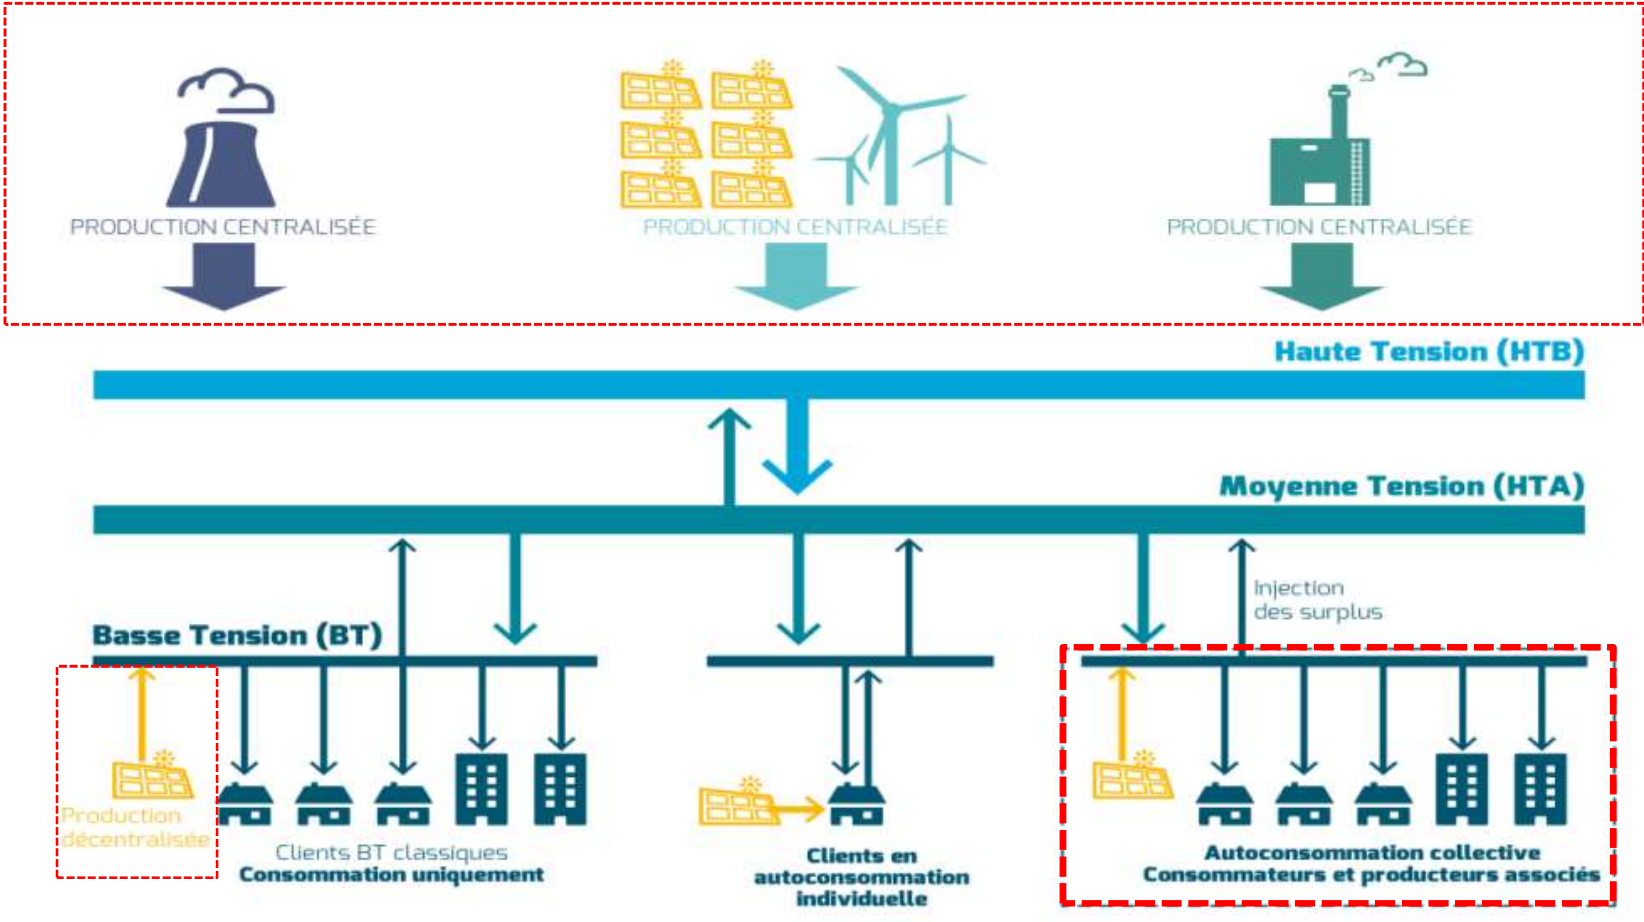 PRODUCTION CENTRALISÉE
PRODUCTION CENTRALISÉE
PRODUCTION CENTRALISÉE
Haute Tension (HTB)
Moyenne Tension (HTA)
Injection
des surplus
Basse Tension (BT)
Production
décentralisée
Clients BT classiques
Consommation uniquement
Clients en
autoconsommation
individuelle
Autoconsommation collective
Consommateurs et producteurs associés